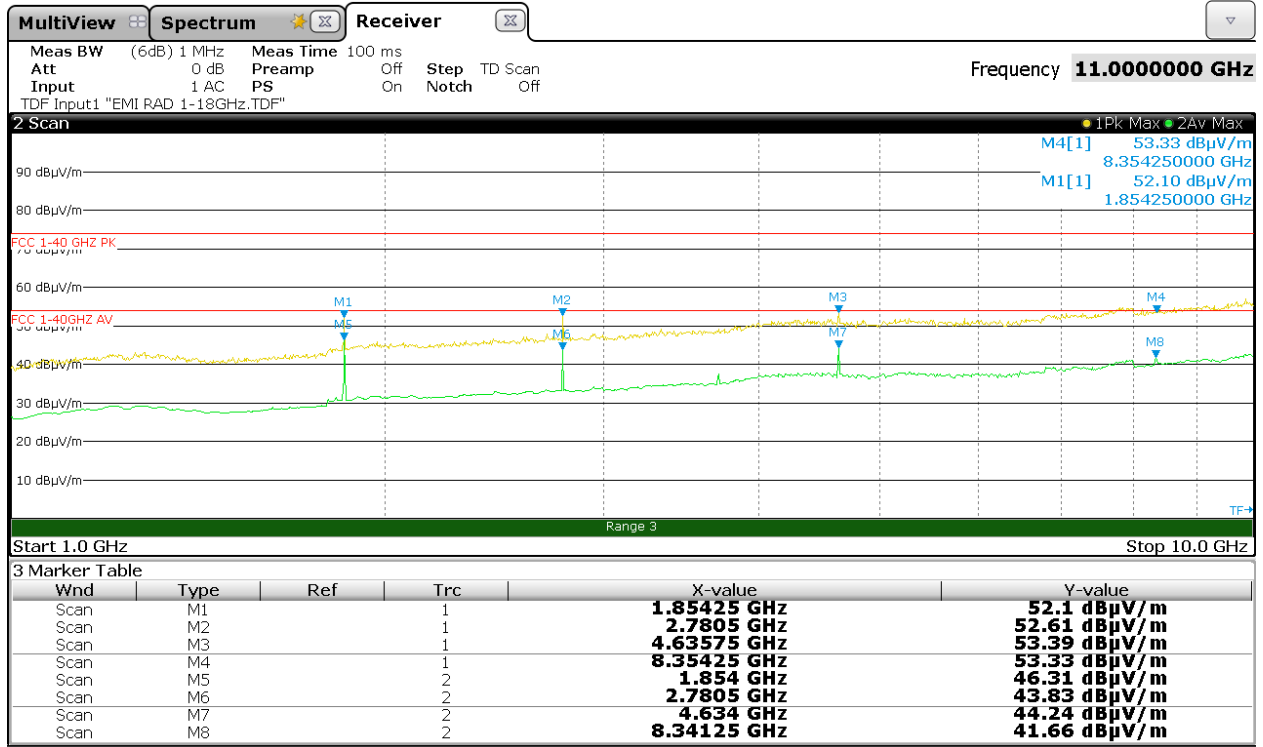 MultiView Spectrum Receiver
Meas BW (6dB) 1 MHz Meas Time 100 ms
Att 0 dB Preamp Off Step TD Scan
Input 1 AC PS On Notch Off
TDF Input1 "EMI RAD 1-18GHz.TDF"
Frequency 11.0000000 GHz
2 Scan 1Pk Max 2Av Max
M4[1] 53.33 dBµV/m
8.354250000 GHz
M1[1] 52.10 dBµV/m
1.854250000 GHz
90 dBµV/m
80 dBµV/m
FCC 1-40 GHZ PK
70 dBµV/m
60 dBµV/m
M1 M2 M3 M4
FCC 1-40GHZ AV
50 dBµV/m
M5 M6 M7 M8
40 dBµV/m
30 dBµV/m
20 dBµV/m
10 dBµV/m
TF
Range 3
Start 1.0 GHz Stop 10.0 GHz
3 Marker Table
Wnd Type Ref Trc X-value Y-value
Scan M1 1 1.85425 GHz 52.1 dBµV/m
Scan M2 1 2.7805 GHz 52.61 dBµV/m
Scan M3 1 4.63575 GHz 53.39 dBµV/m
Scan M4 1 8.35425 GHz 53.33 dBµV/m
Scan M5 2 1.854 GHz 46.31 dBµV/m
Scan M6 2 2.7805 GHz 43.83 dBµV/m
Scan M7 2 4.634 GHz 44.24 dBµV/m
Scan M8 2 8.34125 GHz 41.66 dBµV/m